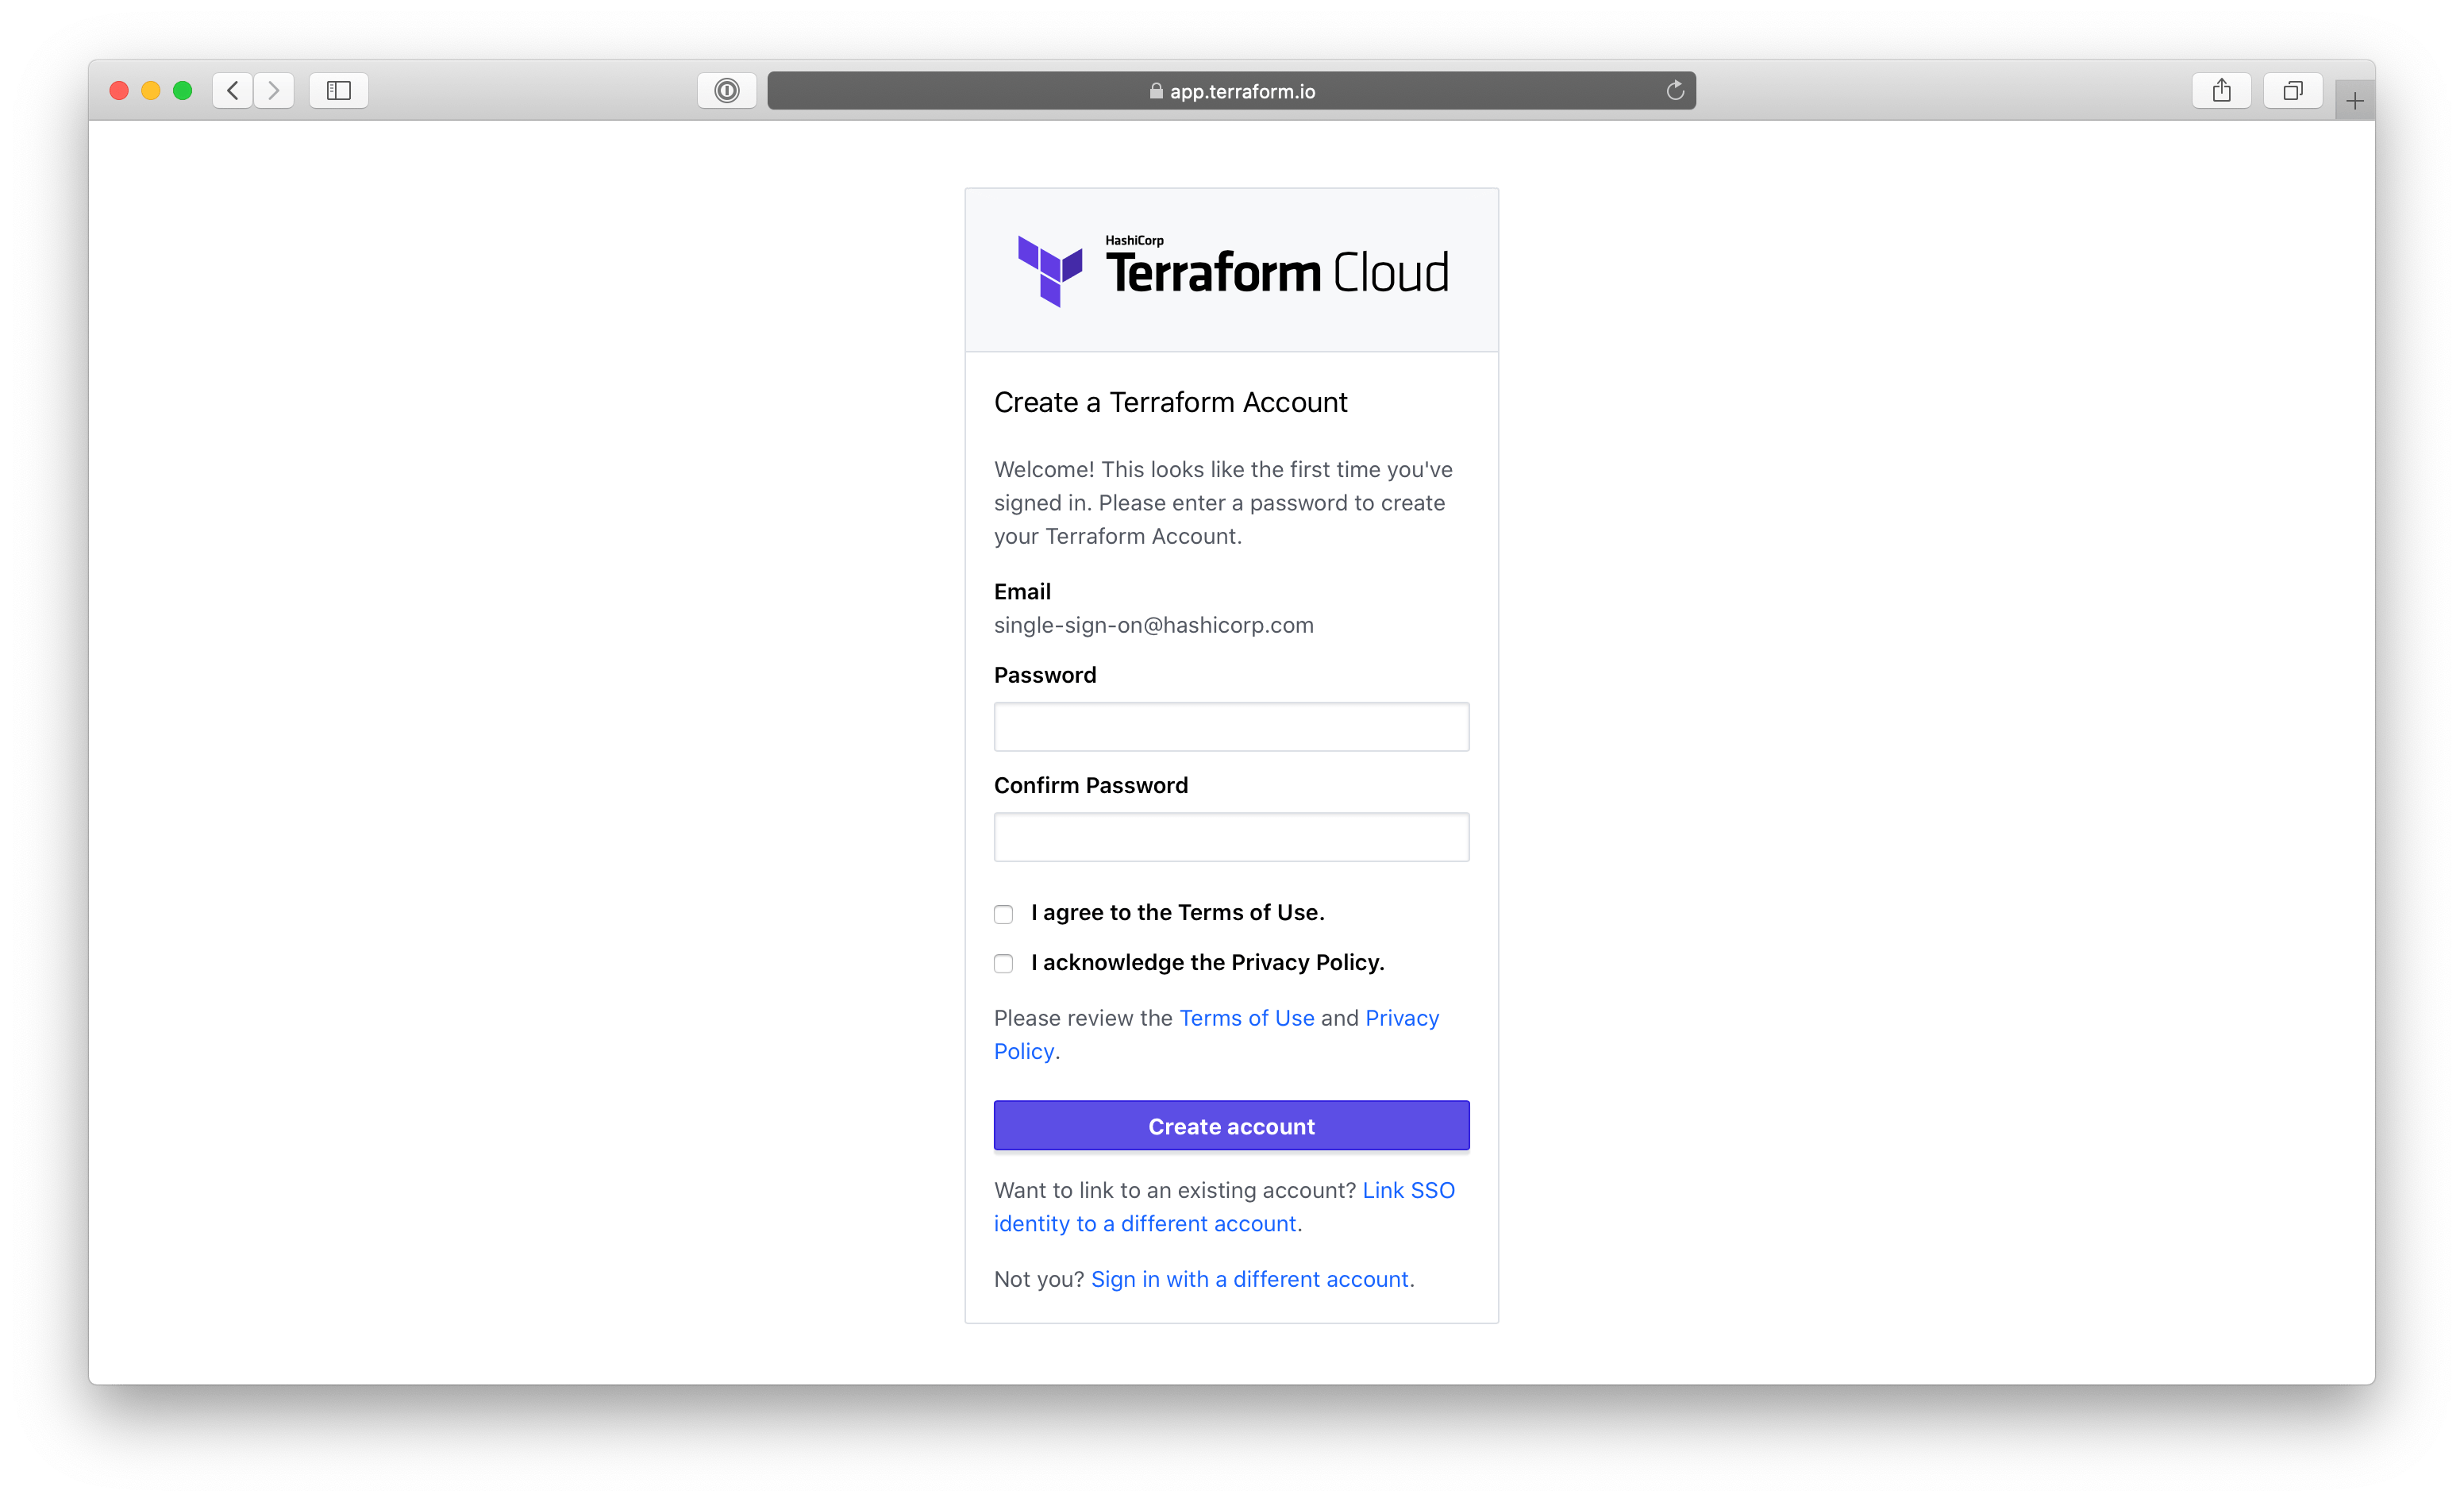 app.terraform.io
HashiCorp
Terraform Cloud
Create a Terraform Account
Welcome! This looks like the first time you've
signed in. Please enter a password to create
your Terraform Account.
Email
single-sign-on@hashicorp.com
Password
Confirm Password
I agree to the Terms of Use.
I acknowledge the Privacy Policy.
Please review the Terms of Use and Privacy
Policy.
Create account
Want to link to an existing account? Link SSO
identity to a different account.
Not you? Sign in with a different account.